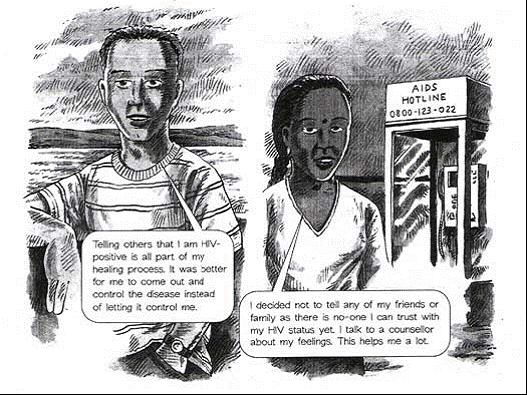 AIDS
HOTLINE
0800-123-022
Telling others that I am HIV-
positive is all part of my
healing process. It was better
for me to come out and
control the disease instead
of letting it control me.
I decided not to tell any of my friends or
family as there is no-one I can trust with
my HIV status yet. I talk to a counsellor
about my feelings. This helps me a lot.